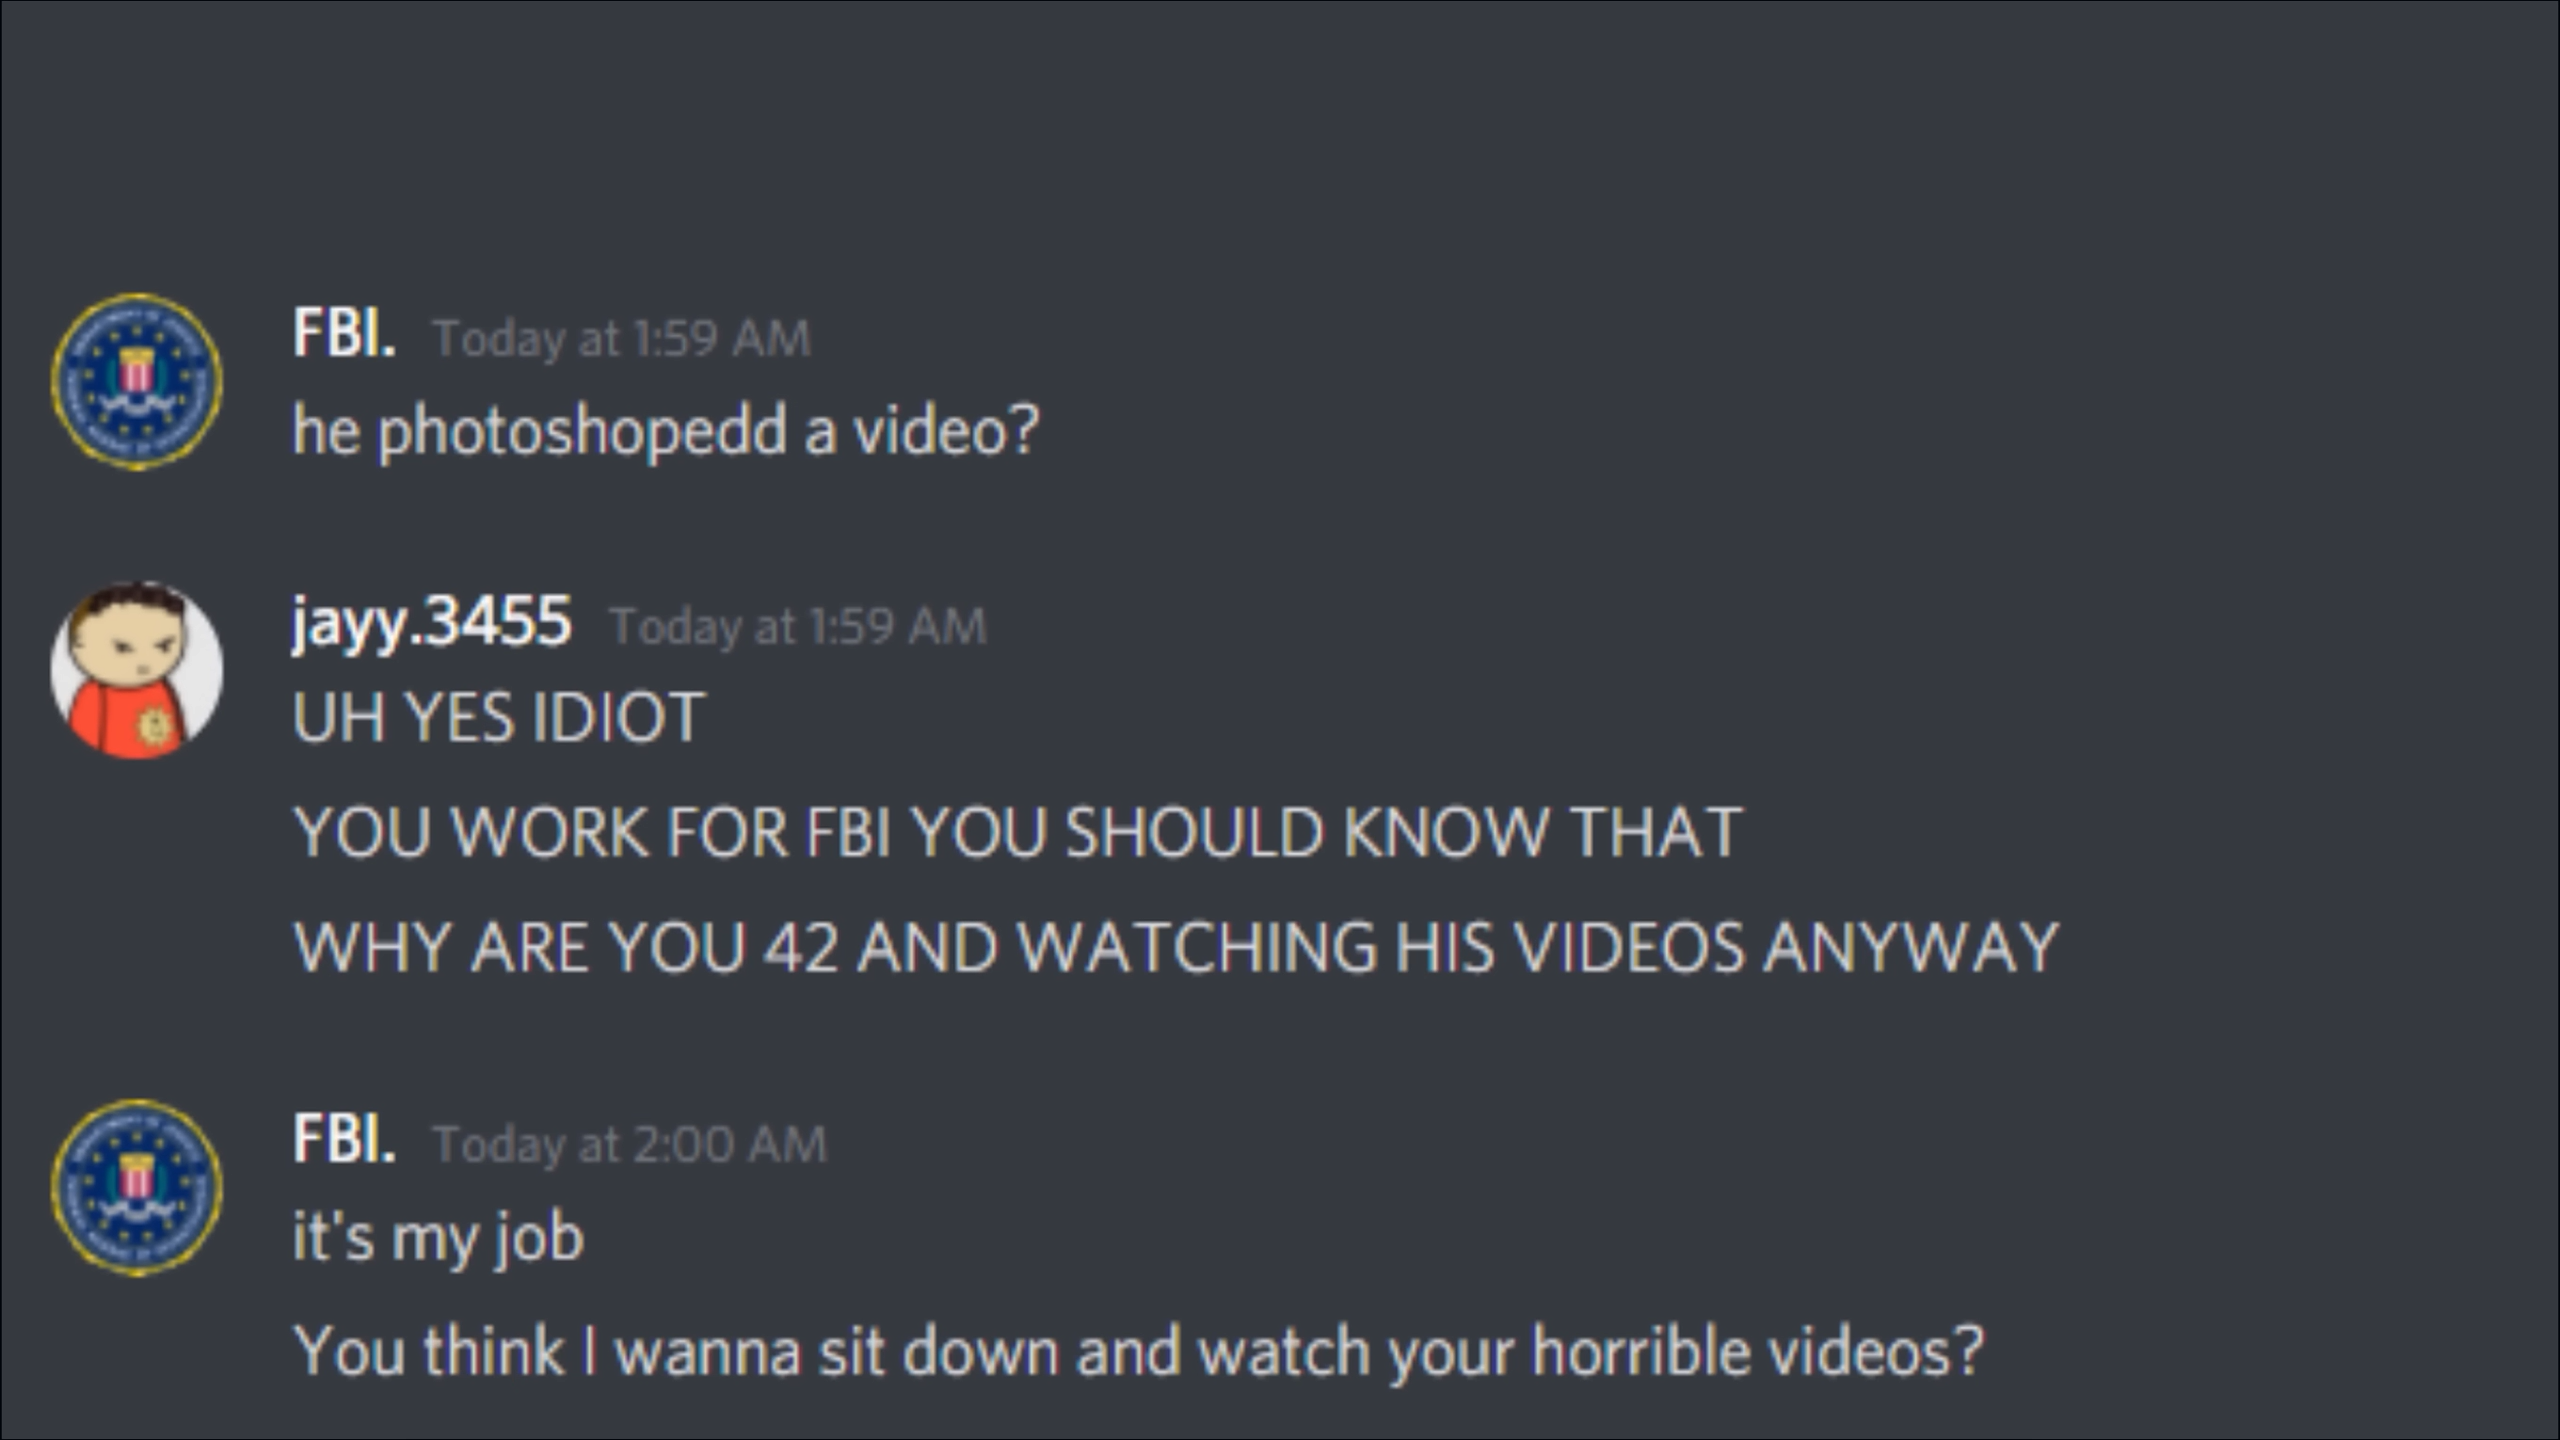 FBI. Today at 1:59 AM
he photoshopedd a video?
jayy.3455 Today at 1:59 AM
UH YES IDIOT
YOU WORK FOR FBI YOU SHOULD KNOW THAT
WHY ARE YOU 42 AND WATCHING HIS VIDEOS ANYWAY
FBI. Today at 2:00 AM
it's my job
You think I wanna sit down and watch your horrible videos?